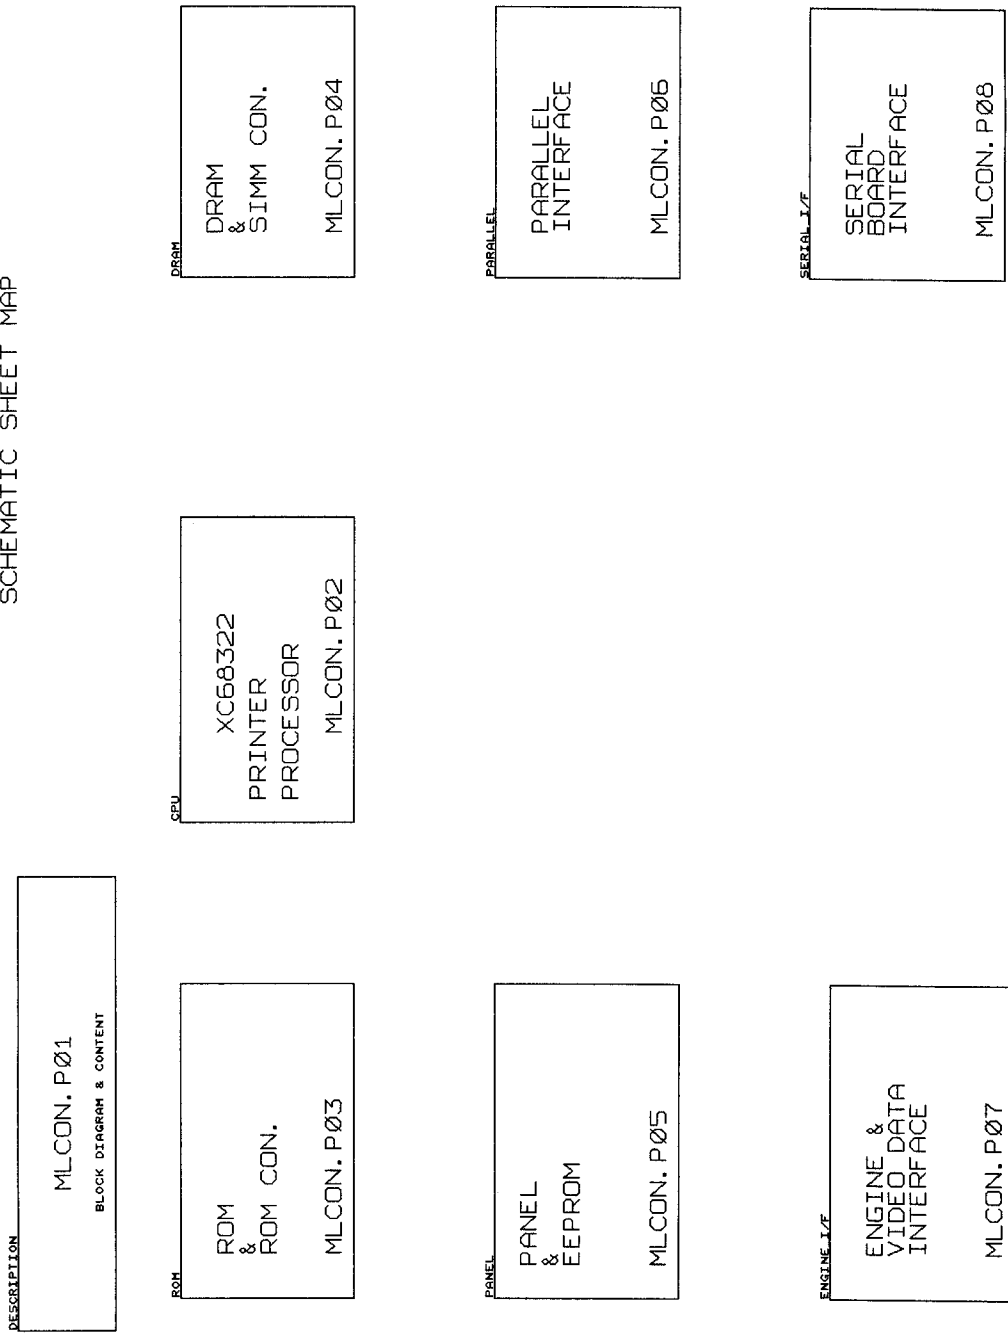 SCHEMATIC SHEET MAP
DESCRIPTION
MLCON.PØ1
BLOCK DIAGRAM & CONTENT
ROM
ROM
&
ROM CON.
MLCON.PØ3
CPU
XC68322
PRINTER
PROCESSOR
MLCON.PØ2
DRAM
DRAM
&
SIMM CON.
MLCON.PØ4
PANEL
PANEL
&
EEPROM
MLCON.PØ5
PARALLEL
PARALLEL
INTERFACE
MLCON.PØ6
ENGINE I/F
ENGINE &
VIDEO DATA
INTERFACE
MLCON.PØ7
SERIAL I/F
SERIAL
BOARD
INTERFACE
MLCON.PØ8